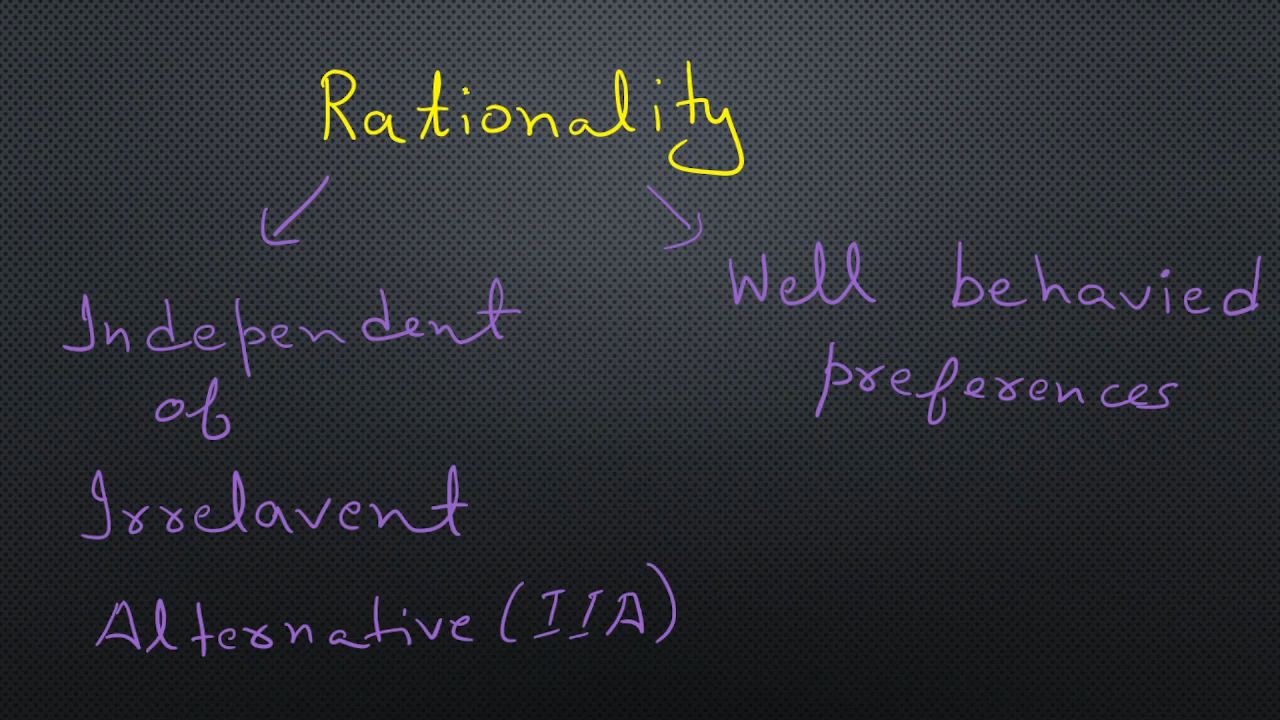 Rationality
Independent
of
Irrelavent
Alternative (IIA)
Well behavied
preferences